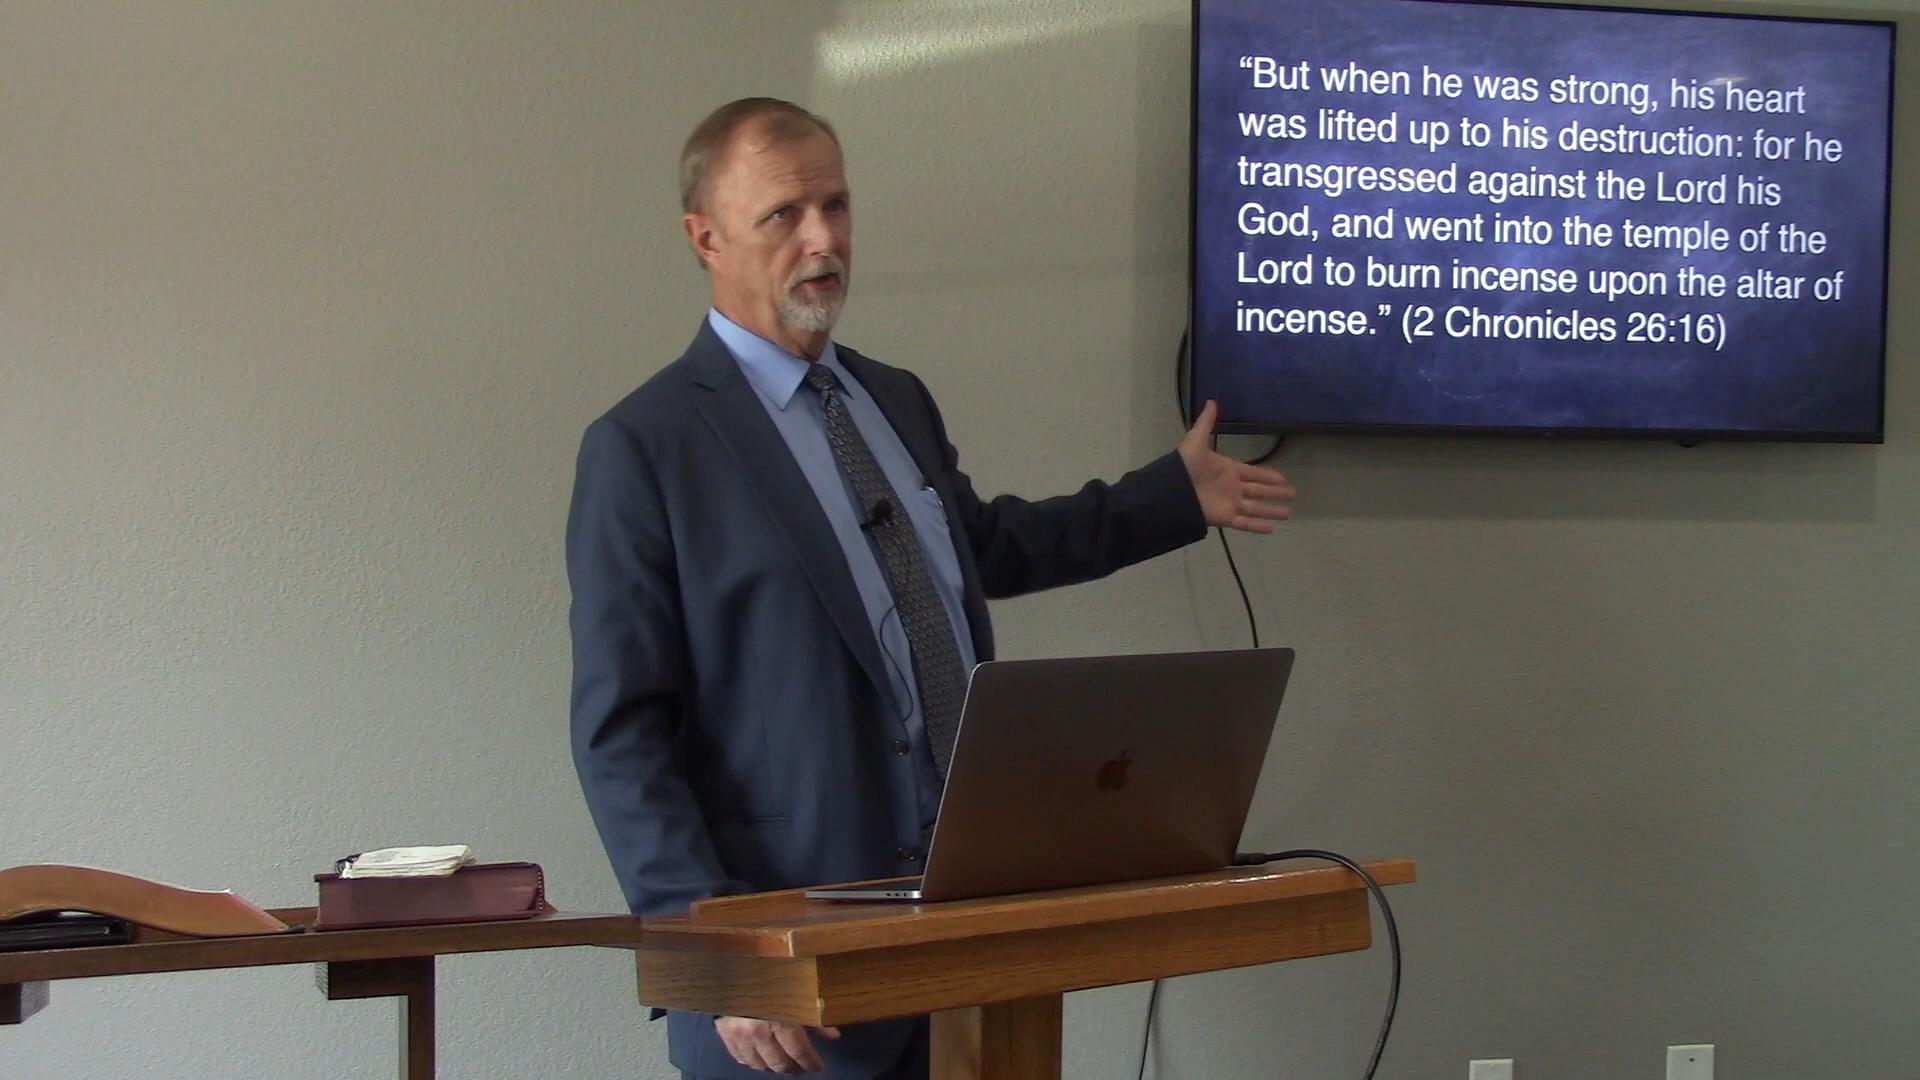 “But when he was strong, his heart
was lifted up to his destruction: for he
transgressed against the Lord his
God, and went into the temple of the
Lord to burn incense upon the altar of
incense.” (2 Chronicles 26:16)